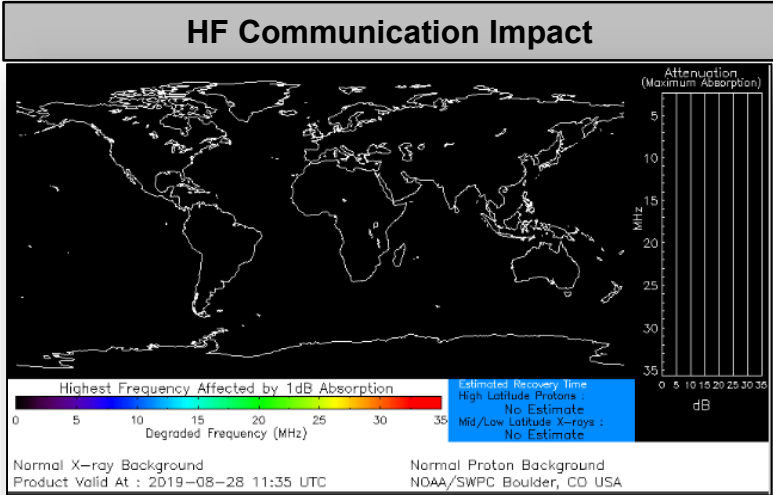 HF Communication Impact
Attenuation
(Maximum Absorption)
5
10
15
MHz
20
25
30
35
0 5 10 15 20 25 30 35
dB
Highest Frequency Affected by 1dB Absorption
0 5 10 15 20 25 30 35
Degraded Frequency (MHz)
Estimated Recovery Time
High Latitude Protons :
No Estimate
Mid/Low Latitude X-rays :
No Estimate
Normal X-ray Background
Product Valid At : 2019-08-28 11:35 UTC
Normal Proton Background
NOAA/SWPC Boulder, CO USA